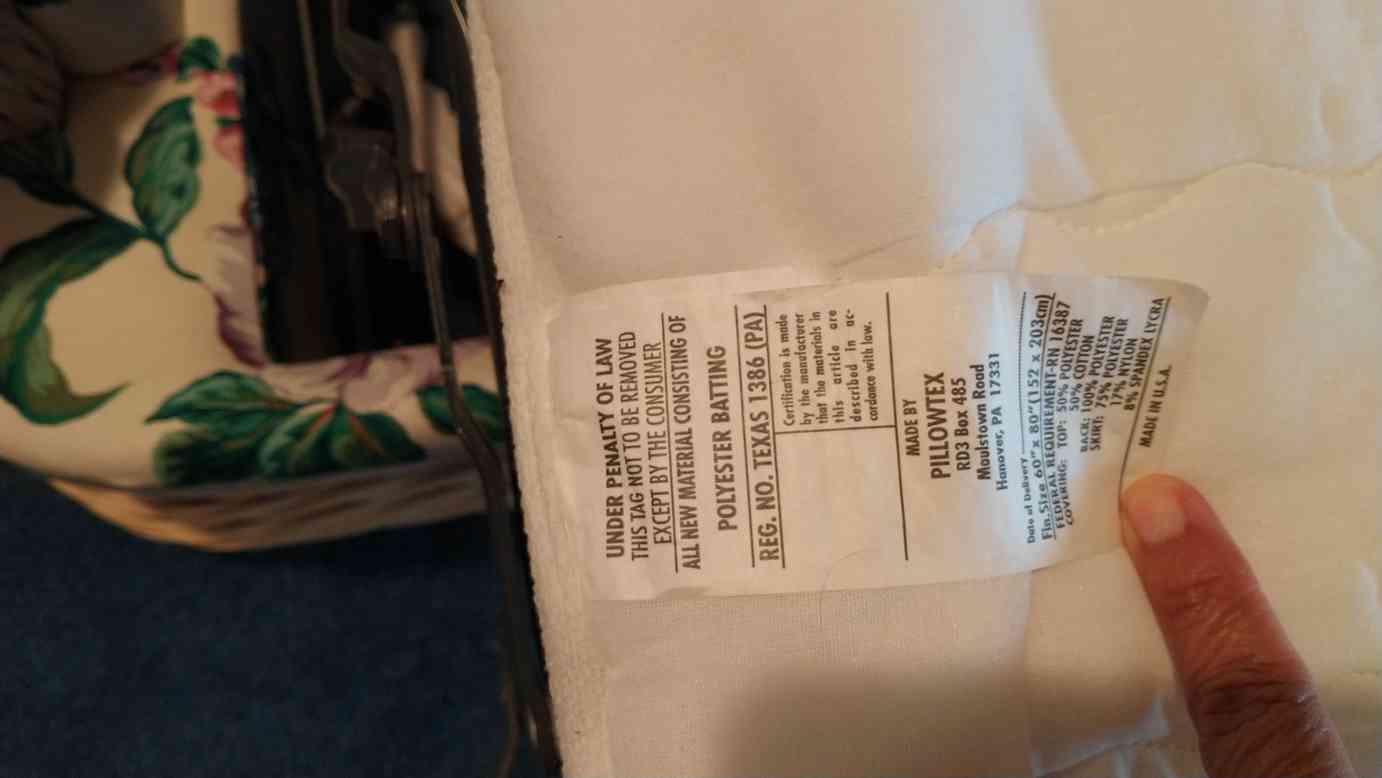 UNDER PENALTY OF LAW
THIS TAG NOT TO BE REMOVED
EXCEPT BY THE CONSUMER
ALL NEW MATERIAL CONSISTING OF
POLYESTER BATTING
REG. NO. TEXAS 1386 (PA)
Certification is made
by the manufacturer
that the materials in
this article are
described in ac-
cordance with law.
MADE BY
PILLOWTEX
RD3 Box 485
Moulstown Road
Hanover, PA 17331
Date of Delivery
Fin. Size 60" x 80" (152 x 203cm)
FEDERAL REQUIREMENT-RN 16387
COVERING: TOP: 50% POLYESTER
50% COTTON
BACK: 100% POLYESTER
SKIRT: 75% POLYESTER
17% NYLON
8% SPANDEX LYCRA
MADE IN U.S.A.